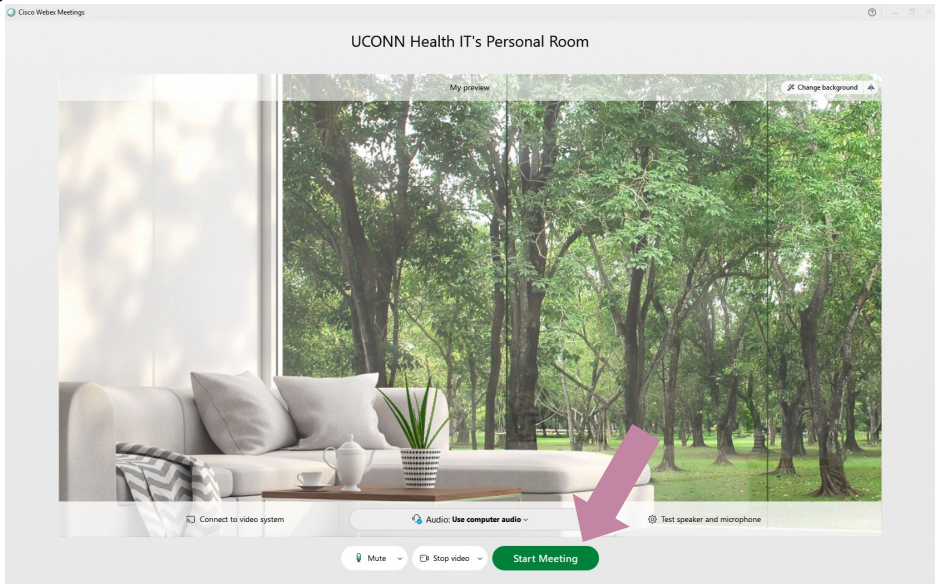 Cisco Webex Meetings
UCONN Health IT's Personal Room
My preview
Change background
Connect to video system
Audio: Use computer audio
Test speaker and microphone
Mute
Stop video
Start Meeting